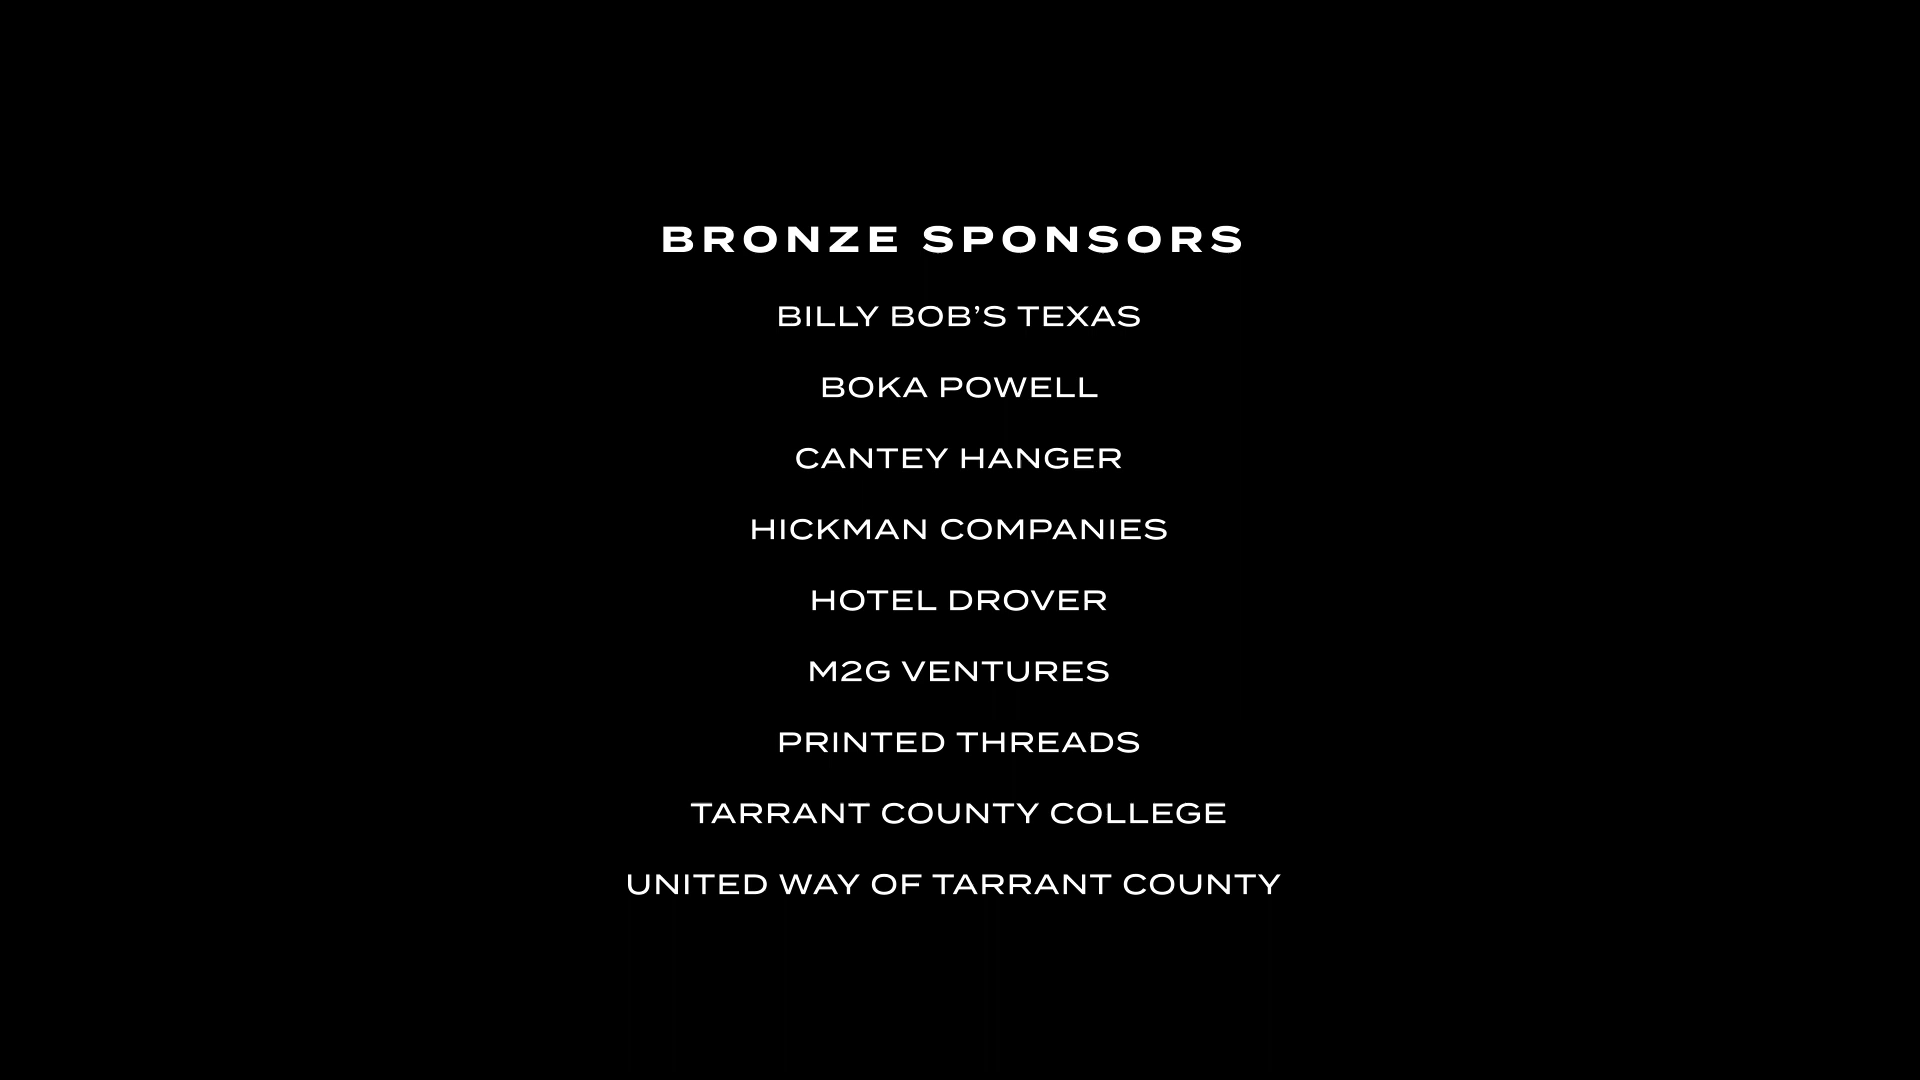 BRONZE SPONSORS
BILLY BOB’S TEXAS
BOKA POWELL
CANTEY HANGER
HICKMAN COMPANIES
HOTEL DROVER
M2G VENTURES
PRINTED THREADS
TARRANT COUNTY COLLEGE
UNITED WAY OF TARRANT COUNTY